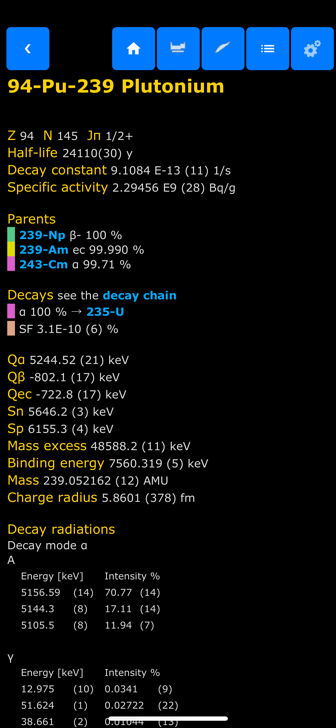 94-Pu-239 Plutonium
Z 94 N 145 Jπ 1/2+
Half-life 24110(30) y
Decay constant 9.1084 E-13 (11) 1/s
Specific activity 2.29456 E9 (28) Bq/g
Parents
239-Np β- 100 %
239-Am ec 99.990 %
243-Cm α 99.71 %
Decays see the decay chain
α 100 % → 235-U
SF 3.1E-10 (6) %
Qα 5244.52 (21) keV
Qβ -802.1 (17) keV
Qec -722.8 (17) keV
Sn 5646.2 (3) keV
Sp 6155.3 (4) keV
Mass excess 48588.2 (11) keV
Binding energy 7560.319 (5) keV
Mass 239.052162 (12) AMU
Charge radius 5.8601 (378) fm
Decay radiations
Decay mode α
A
Energy [keV] Intensity %
5156.59 (14) 70.77 (14)
5144.3 (8) 17.11 (14)
5105.5 (8) 11.94 (7)
γ
Energy [keV] Intensity %
12.975 (10) 0.0341 (9)
51.624 (1) 0.02722 (22)
38.661 (2) 0.01044 (13)